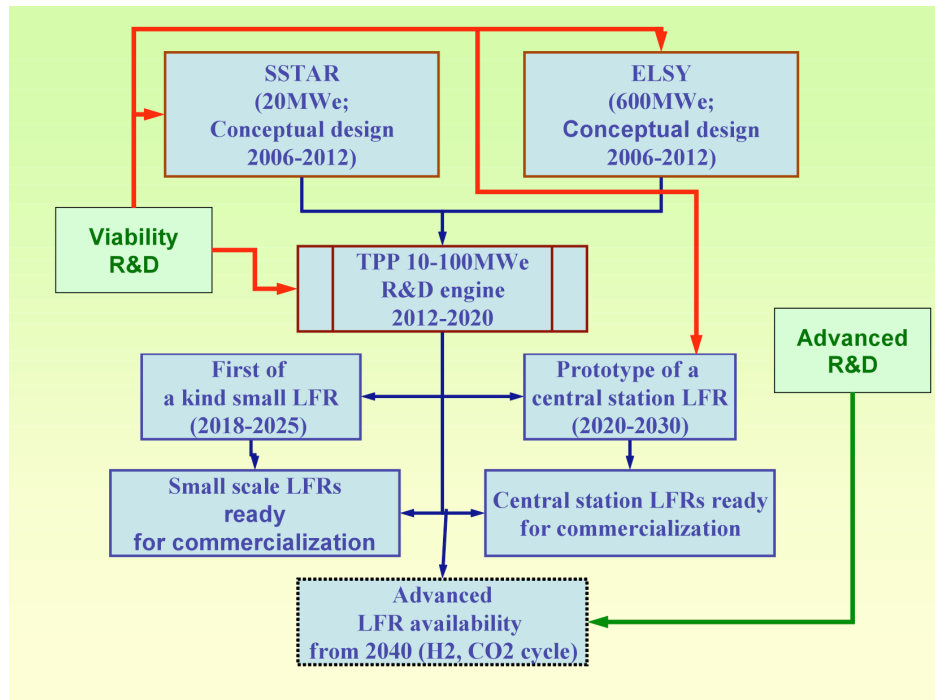 SSTAR
(20MWe;
Conceptual design
2006-2012)
ELSY
(600MWe;
Conceptual design
2006-2012)
Viability
R&D
TPP 10-100MWe
R&D engine
2012-2020
Advanced
R&D
First of
a kind small LFR
(2018-2025)
Prototype of a
central station LFR
(2020-2030)
Small scale LFRs
ready
for commercialization
Central station LFRs ready
for commercialization
Advanced
LFR availability
from 2040 (H2, CO2 cycle)